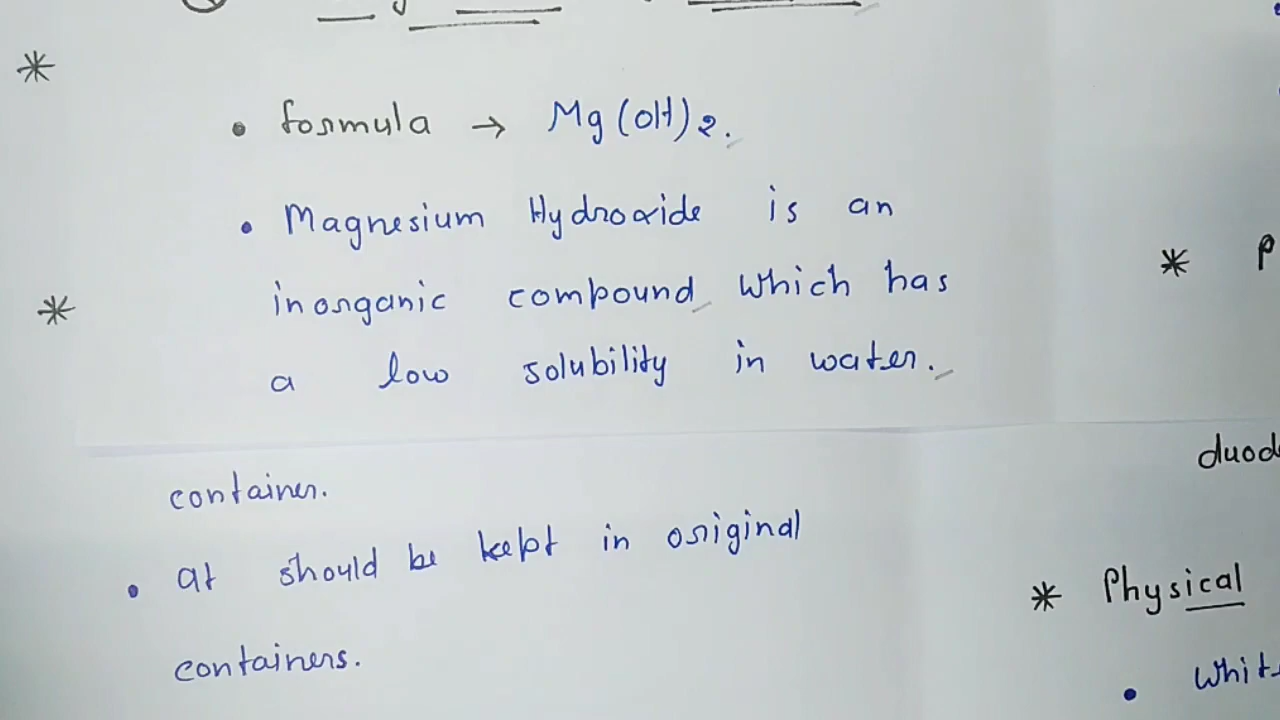 • formula → Mg(OH)2.
• Magnesium Hydroxide is an
inorganic compound which has
a low solubility in water.
container.
• at should be kept in original
containers.
* P
duod
* Physical
• Whit